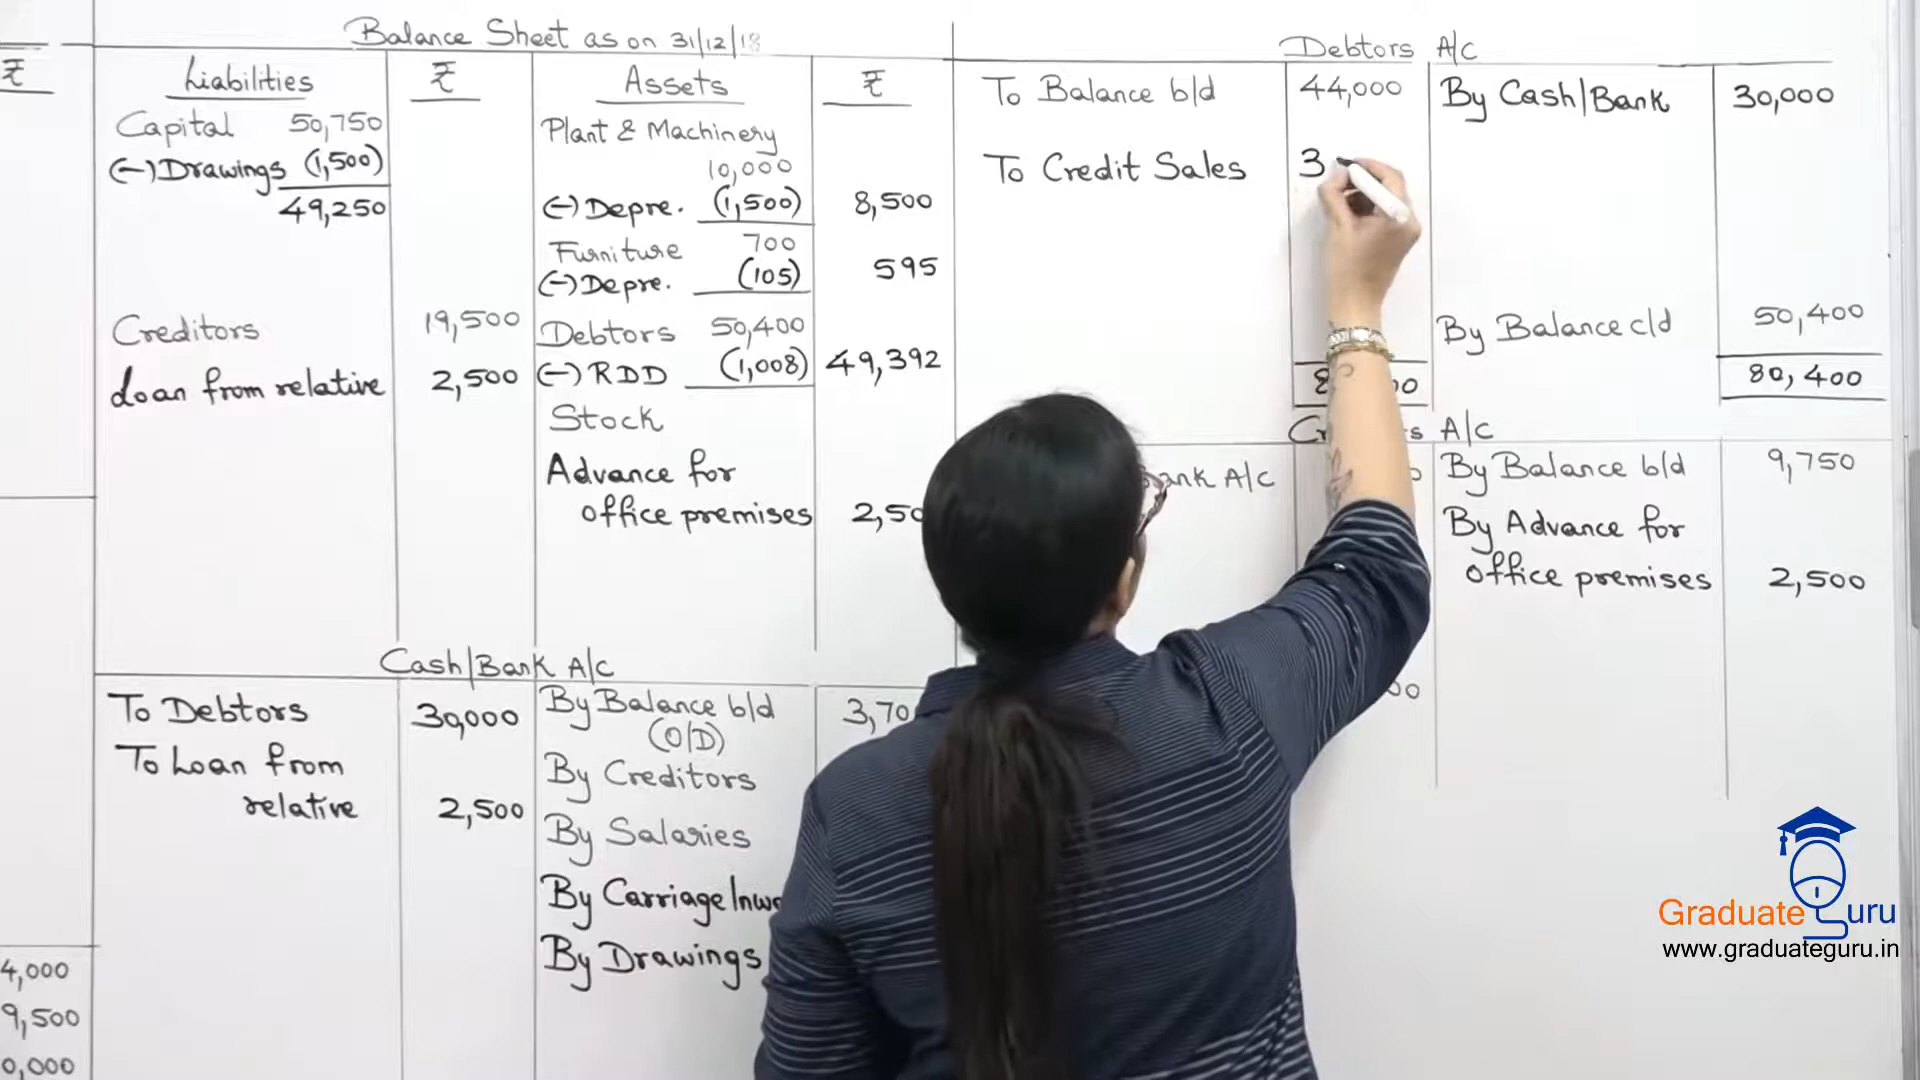 ₹
Balance Sheet as on 31/12/18
Liabilities ₹ Assets ₹
Capital 50,750
(-) Drawings (1,500)
49,250
Creditors 19,500
Loan from relative 2,500
Plant & Machinery
10,000
(-) Depre. (1,500) 8,500
Furniture 700
(-) Depre. (105) 595
Debtors 50,400
(-) RDD (1,008) 49,392
Stock
Advance for
office premises
Debtors A/c
To Balance b/d 44,000 By Cash/Bank 30,000
To Credit Sales 3
By Balance c/d 50,400
80,400
A/c
A/c By Balance b/d 9,750
By Advance for
office premises 2,500
Cash/Bank A/c
To Debtors 30,000 By Balance b/d
(O/D)
To Loan from
relative 2,500
By Creditors
By Salaries
By Carriage
By Drawings
4,000
9,500
0,000
Graduate Guru
www.graduateguru.in